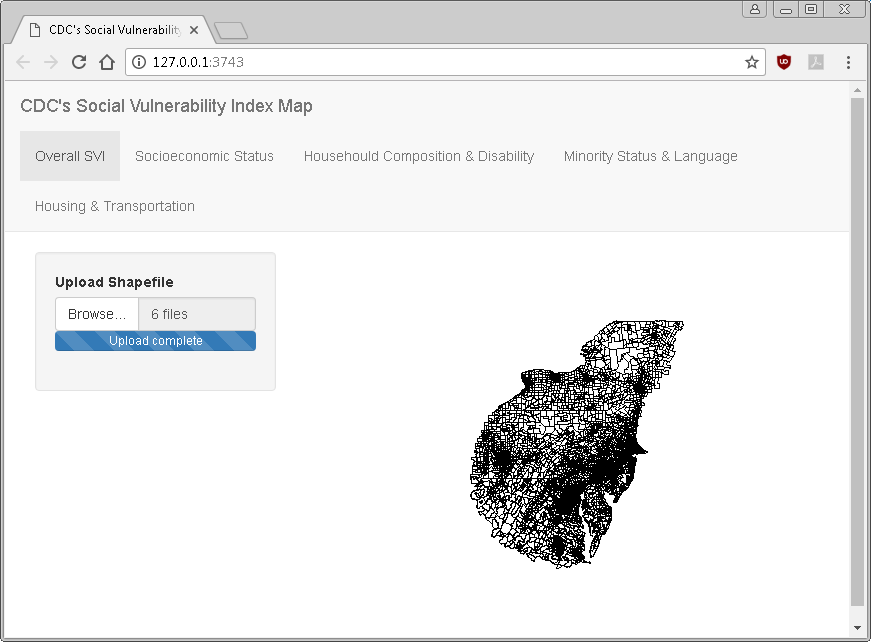 CDC's Social Vulnerability
127.0.0.1:3743
CDC's Social Vulnerability Index Map
Overall SVI Socioeconomic Status Househould Composition & Disability Minority Status & Language
Housing & Transportation
Upload Shapefile
Browse... 6 files
Upload complete